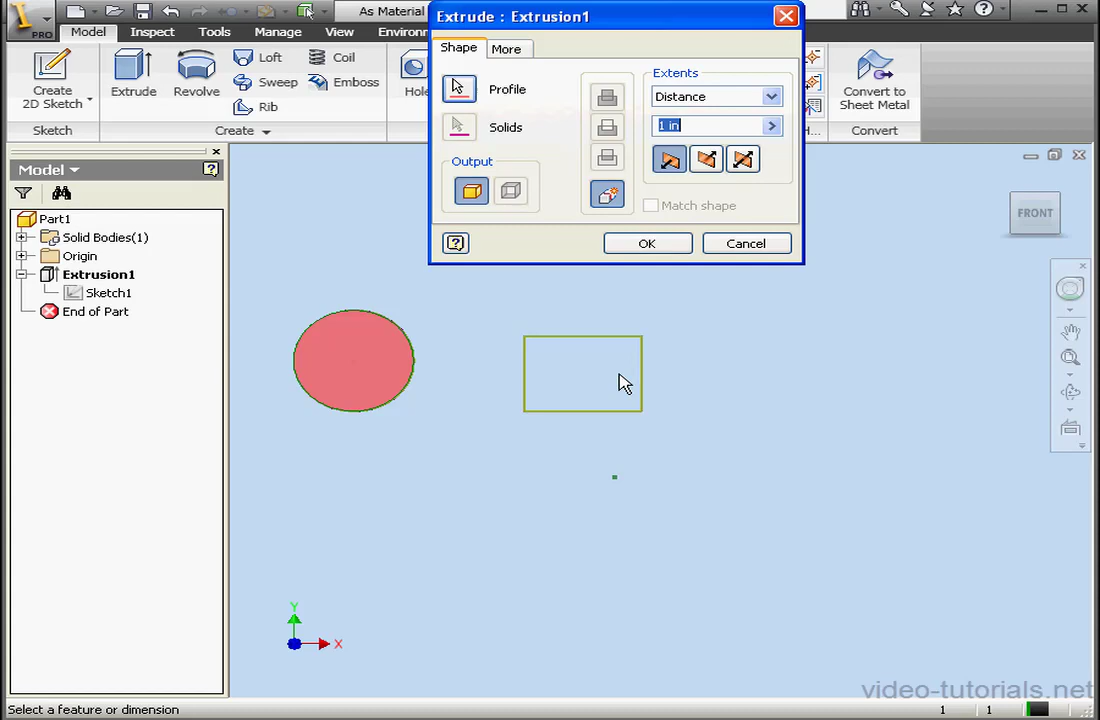 PRO
As Material
Extrude : Extrusion1
Model
Inspect
Tools
Manage
View
Environ
Create
2D Sketch
Extrude
Revolve
Loft
Coil
Sweep
Emboss
Rib
Hole
Convert to
Sheet Metal
Sketch
Create
H...
Convert
Shape
More
Profile
Solids
Output
Extents
Distance
1 in
Match shape
OK
Cancel
Model
Part1
Solid Bodies(1)
Origin
Extrusion1
Sketch1
End of Part
FRONT
Y
X
video-tutorials.net
Select a feature or dimension
1
1